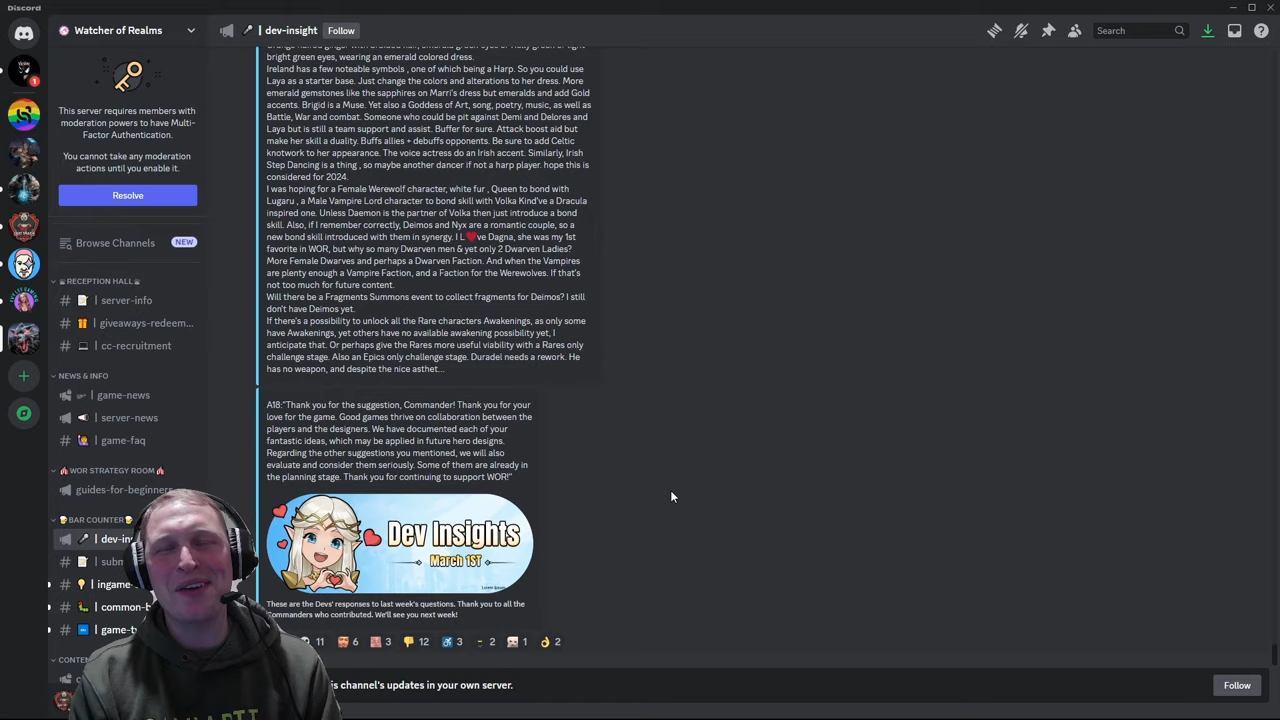 Discord
Watcher of Realms
| dev-insight
Follow
Search
This server requires members with
moderation powers to have Multi-
Factor Authentication.
You cannot take any moderation
actions until you enable it.
Resolve
Browse Channels
NEW
RECEPTION HALL
| server-info
| giveaways-redeem...
| cc-recruitment
NEWS & INFO
| game-news
| server-news
| game-faq
WOR STRATEGY ROOM
guides-for-beginners
BAR COUNTER
| dev-in
| subm
| ingame-
| common-b
| game-t
CONTEN
bright green eyes, wearing an emerald colored dress.
Ireland has a few noteable symbols , one of which being a Harp. So you could use
Laya as a starter base. Just change the colors and alterations to her dress. More
emerald gemstones like the sapphires on Marri's dress but emeralds and add Gold
accents. Brigid is a Muse. Yet also a Goddess of Art, song, poetry, music, as well as
Battle, War and combat. Someone who could be pit against Demi and Delores and
Laya but is still a team support and assist. Buffer for sure. Attack boost aid but
make her skill a duality. Buffs allies + debuffs opponents. Be sure to add Celtic
knotwork to her appearance. The voice actress do an Irish accent. Similarly, Irish
Step Dancing is a thing , so maybe another dancer if not a harp player. hope this is
considered for 2024.
I was hoping for a Female Werewolf character, white fur , Queen to bond with
Lugaru , a Male Vampire Lord character to bond skill with Volka Kind've a Dracula
inspired one. Unless Daemon is the partner of Volka then just introduce a bond
skill. Also, if I remember correctly, Deimos and Nyx are a romantic couple, so a
new bond skill introduced with them in synergy. I L❤️ve Dagna, she was my 1st
favorite in WOR, but why so many Dwarven men & yet only 2 Dwarven Ladies?
More Female Dwarves and perhaps a Dwarven Faction. And when the Vampires
are plenty enough a Vampire Faction, and a Faction for the Werewolves. If that's
not too much for future content.
Will there be a Fragments Summons event to collect fragments for Deimos? I still
don't have Deimos yet.
If there's a possibility to unlock all the Rare characters Awakenings, as only some
have Awakenings, yet others have no available awakening possibility yet, I
anticipate that. Or perhaps give the Rares more useful viability with a Rares only
challenge stage. Also an Epics only challenge stage. Duradel needs a rework. He
has no weapon, and despite the nice asthet...
A18:"Thank you for the suggestion, Commander! Thank you for your
love for the game. Good games thrive on collaboration between the
players and the designers. We have documented each of your
fantastic ideas, which may be applied in future hero designs.
Regarding the other suggestions you mentioned, we will also
evaluate and consider them seriously. Some of them are already in
the planning stage. Thank you for continuing to support WOR!"
Dev Insights
March 1ST
Lorem Ipsum
These are the Devs' responses to last week's questions. Thank you to all the
Commanders who contributed. We'll see you next week!
11 6 3 12 3 2 1 2
is channel's updates in your own server.
Follow
1